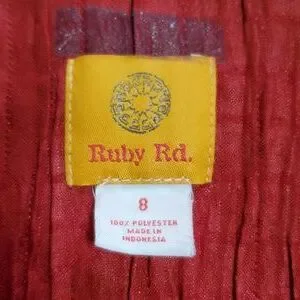 Ruby Rd.
8
100% POLYESTER
MADE IN
INDONESIA